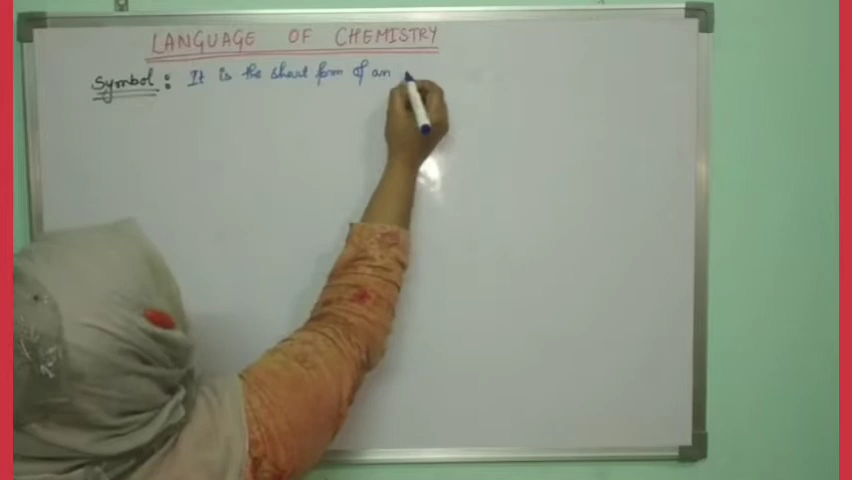 LANGUAGE OF CHEMISTRY
Symbol : It is the short form of an